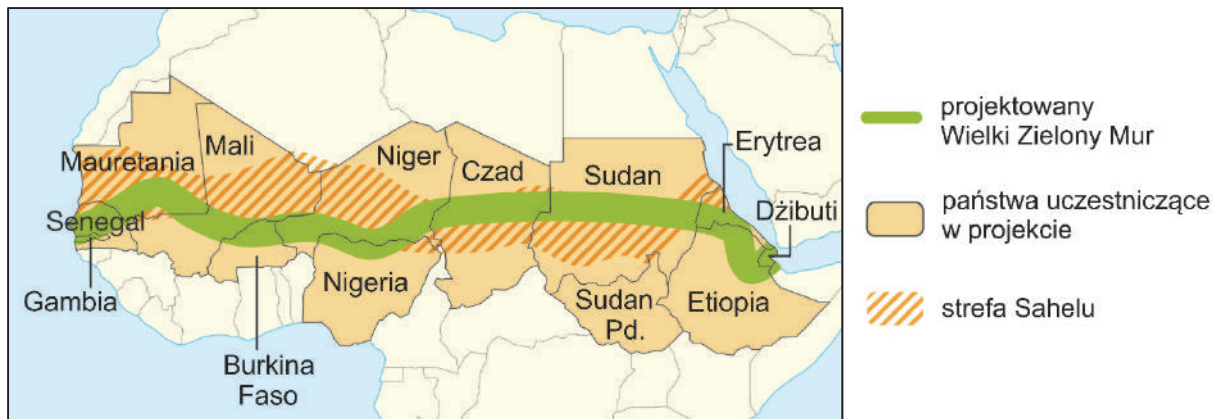 Mauretania
Mali
Niger
Czad
Sudan
Erytrea
Dżibuti
Senegal
Gambia
Burkina
Faso
Nigeria
Sudan
Pd.
Etiopia
projektowany
Wielki Zielony Mur
państwa uczestniczące
w projekcie
strefa Sahelu